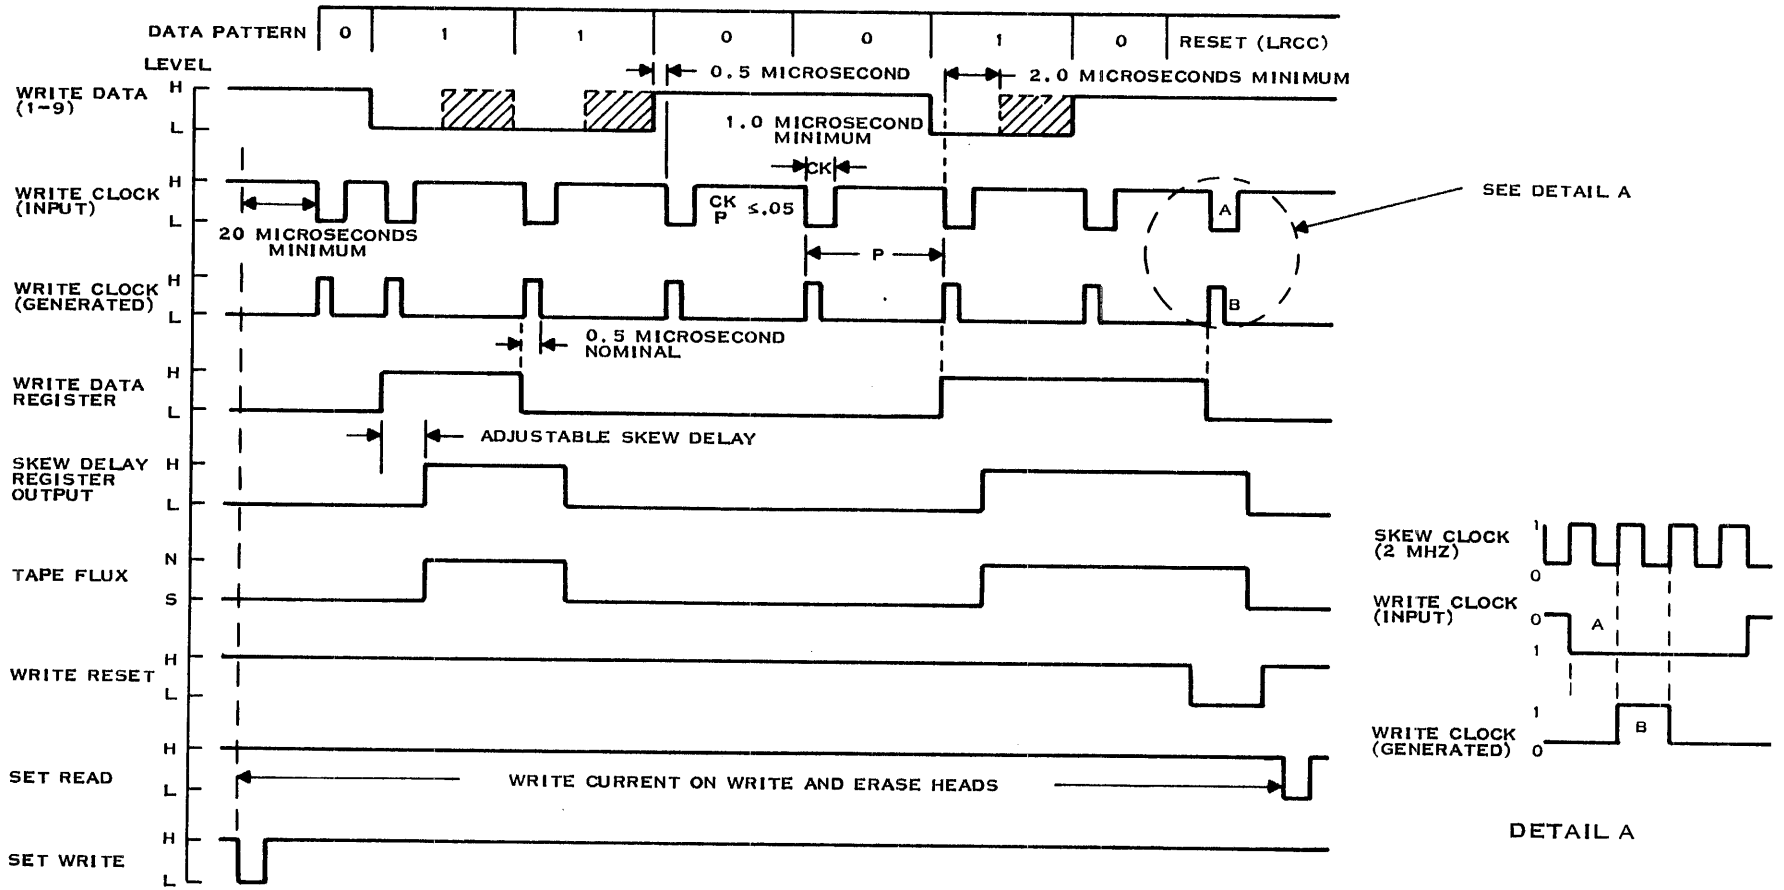 DATA PATTERN 0 1 1 0 0 1 0 RESET (LRCC)
LEVEL
0.5 MICROSECOND
2.0 MICROSECONDS MINIMUM
WRITE DATA
(1-9)
H
L
1.0 MICROSECOND
MINIMUM
CK
WRITE CLOCK
(INPUT)
H
L
CK
P
≤.05
A
SEE DETAIL A
20 MICROSECONDS
MINIMUM
P
WRITE CLOCK
(GENERATED)
H
L
B
0.5 MICROSECOND
NOMINAL
WRITE DATA
REGISTER
H
L
ADJUSTABLE SKEW DELAY
SKEW DELAY
REGISTER
OUTPUT
H
L
TAPE FLUX
N
S
WRITE RESET
H
L
SET READ
H
L
WRITE CURRENT ON WRITE AND ERASE HEADS
SET WRITE
H
L
SKEW CLOCK
(2 MHZ)
1
0
WRITE CLOCK
(INPUT)
0
1
A
WRITE CLOCK
(GENERATED)
1
0
B
DETAIL A